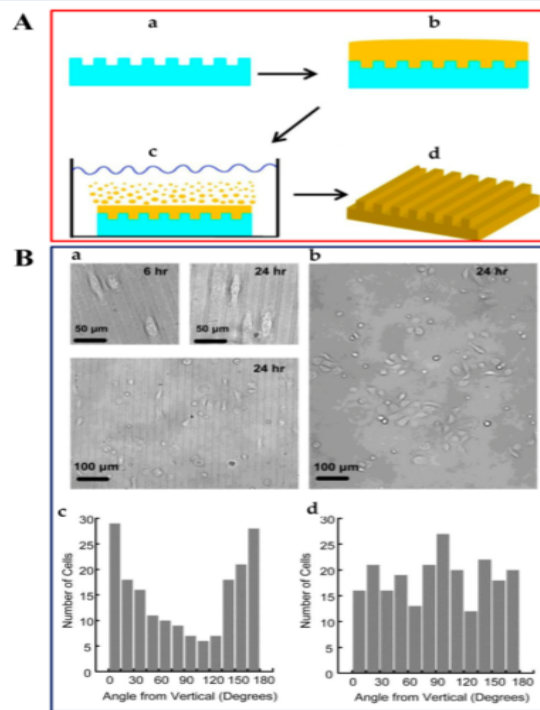 A
a
b
c
d
B
a
6 hr
50 μm
24 hr
50 μm
b
24 hr
100 μm
24 hr
100 μm
c
Number of Cells
30
25
20
15
10
5
0
0 30 60 90 120 150 180
Angle from Vertical (Degrees)
d
Number of Cells
30
25
20
15
10
5
0
0 30 60 90 120 150 180
Angle from Vertical (Degrees)